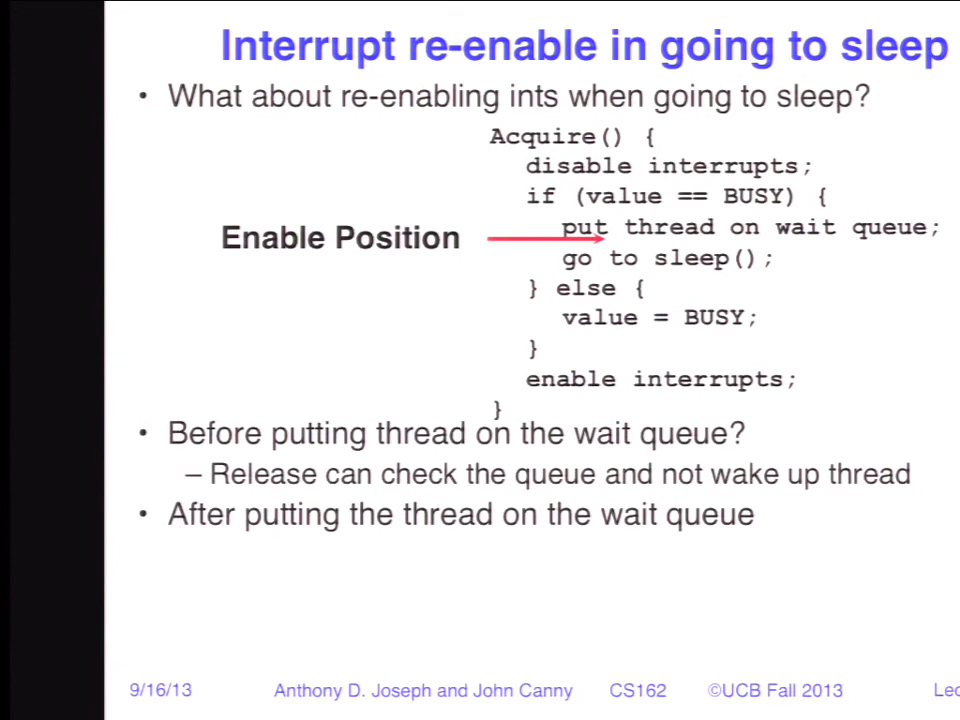 Interrupt re-enable in going to sleep
• What about re-enabling ints when going to sleep?
Acquire() {
disable interrupts;
if (value == BUSY) {
put thread on wait queue;
Enable Position
go to sleep();
} else {
value = BUSY;
}
enable interrupts;
}
• Before putting thread on the wait queue?
– Release can check the queue and not wake up thread
• After putting the thread on the wait queue
9/16/13 Anthony D. Joseph and John Canny CS162 ©UCB Fall 2013